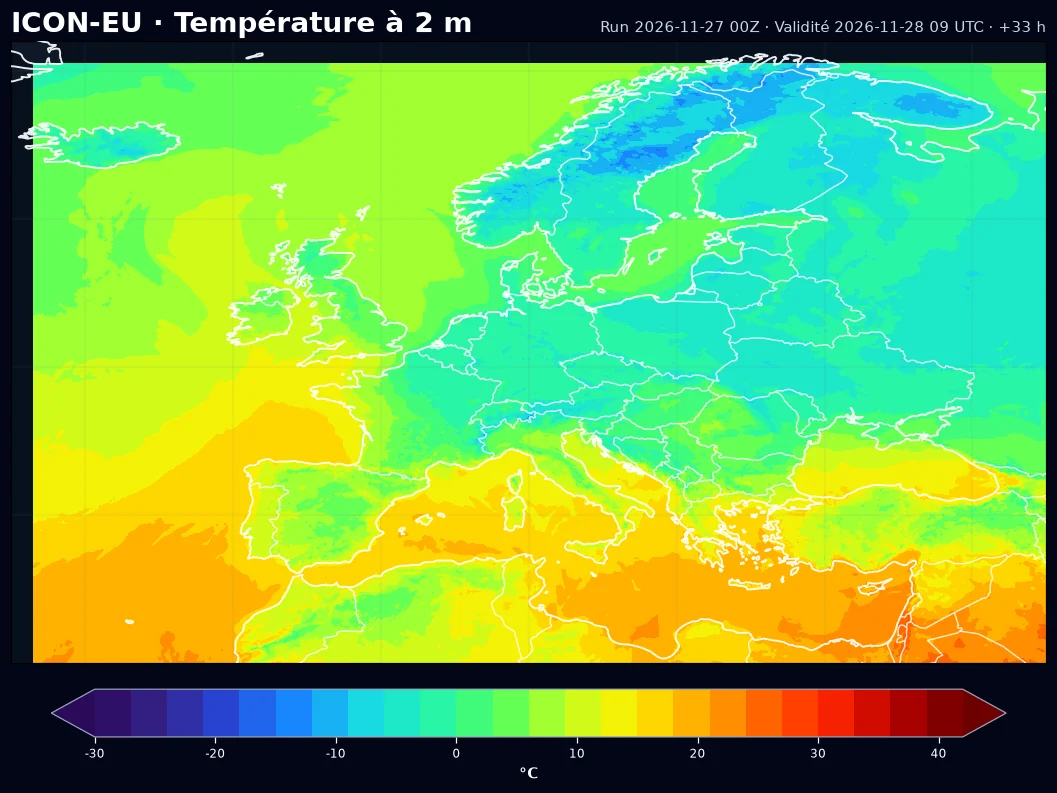 ICON-EU · Température à 2 m
Run 2026-11-27 00Z · Validité 2026-11-28 09 UTC · +33 h
-30 -20 -10 0 10 20 30 40
°C